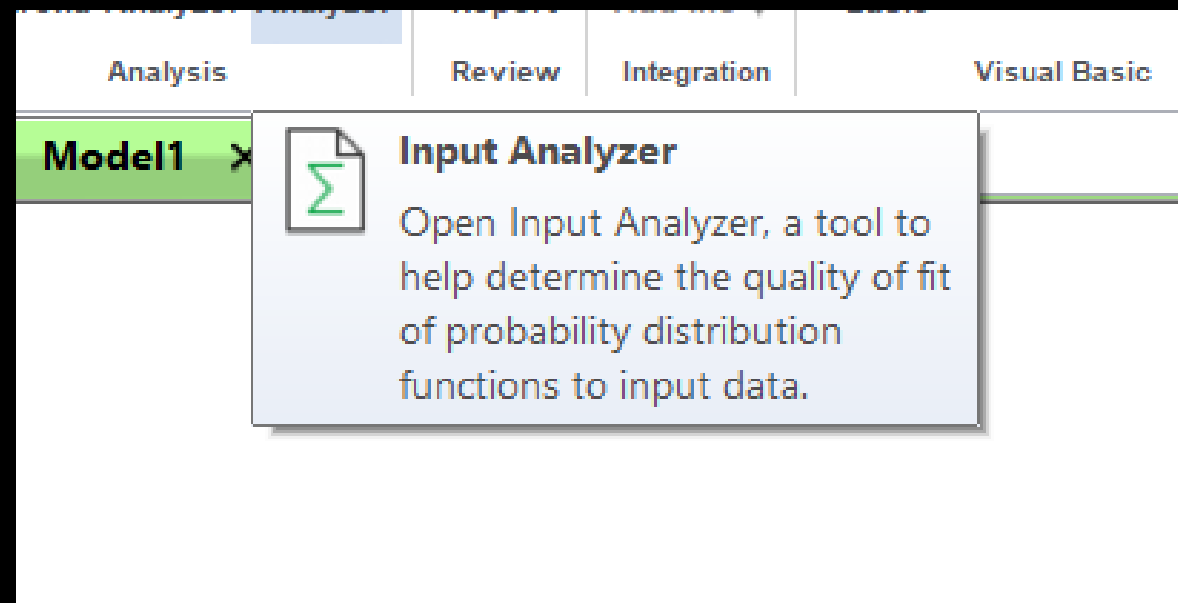 Analysis Review Integration Visual Basic
Model1 ×
Input Analyzer
Open Input Analyzer, a tool to
help determine the quality of fit
of probability distribution
functions to input data.